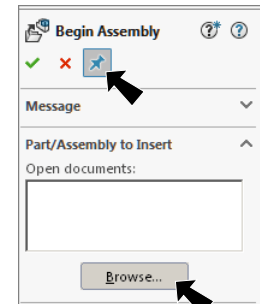 Begin Assembly
Message
Part/Assembly to Insert
Open documents:
Browse...